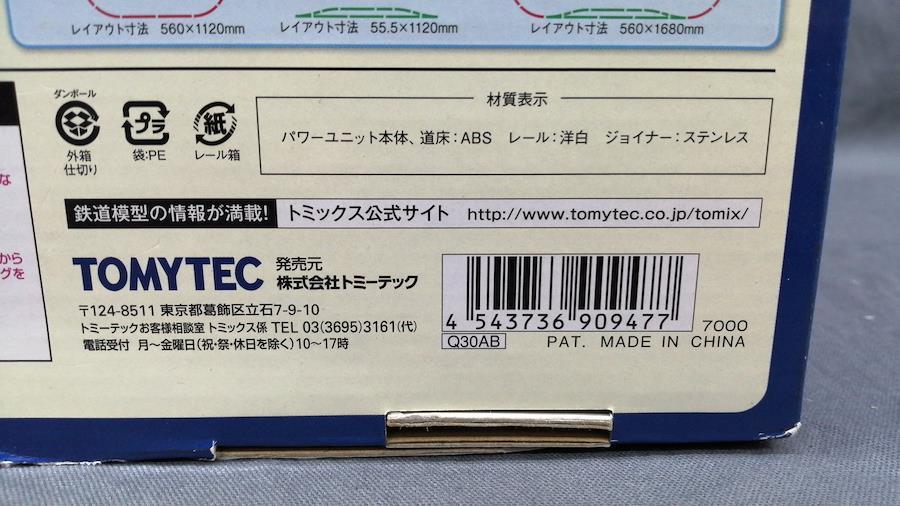 レイアウト寸法 560×1120mm
レイアウト寸法 55.5×1120mm
レイアウト寸法 560×1680mm
ダンボール
外箱
仕切り
プラ
袋:PE
紙
レール箱
材質表示
パワーユニット本体、道床:ABS レール:洋白 ジョイナー:ステンレス
な
から
グを
鉄道模型の情報が満載!
トミックス公式サイト http://www.tomytec.co.jp/tomix/
TOMYTEC
発売元
株式会社トミーテック
〒124-8511 東京都葛飾区立石7-9-10
トミーテックお客様相談室 トミックス係 TEL 03(3695)3161(代)
電話受付 月~金曜日(祝・祭・休日を除く)10~17時
4 543736 909477
7000
Q30AB
PAT. MADE IN CHINA